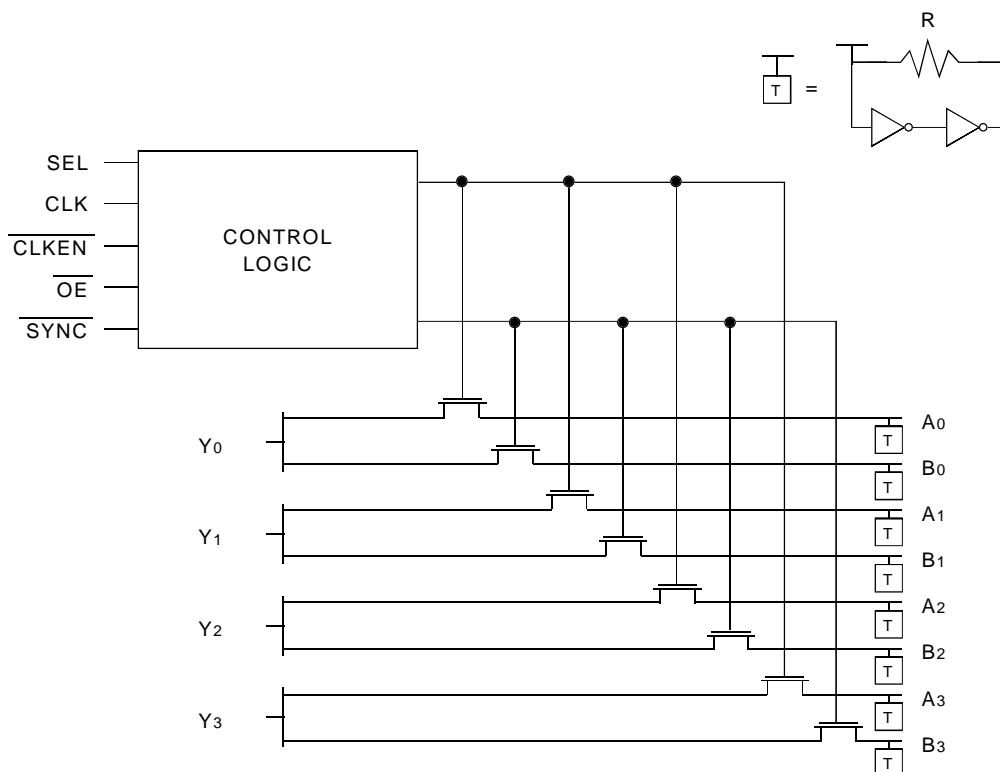 R
T =
SEL
CLK
CLKEN
OE
SYNC
CONTROL
LOGIC
A0
T
Y0
B0
T
A1
T
Y1
B1
T
A2
T
Y2
B2
T
A3
T
Y3
B3
T